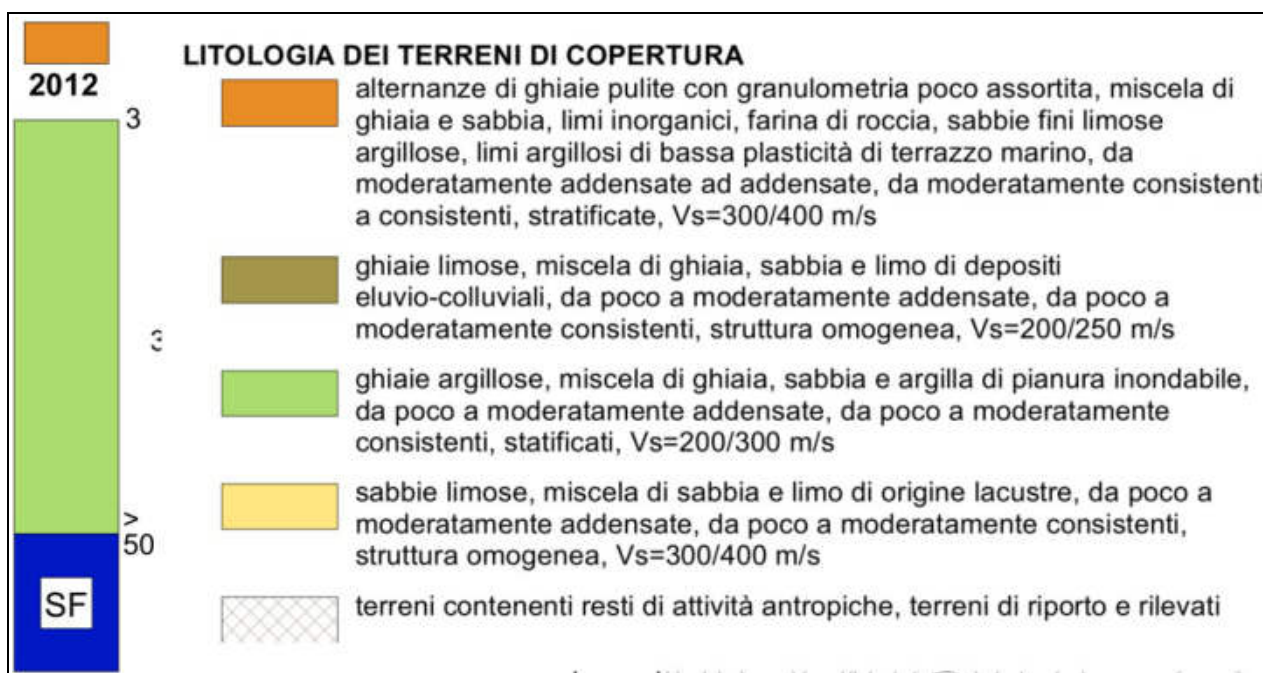 2012
3
3
>
50
SF
LITOLOGIA DEI TERRENI DI COPERTURA
alternanze di ghiaie pulite con granulometria poco assortita, miscela di
ghiaia e sabbia, limi inorganici, farina di roccia, sabbie fini limose
argillose, limi argillosi di bassa plasticità di terrazzo marino, da
moderatamente addensate ad addensate, da moderatamente consistenti
a consistenti, stratificate, Vs=300/400 m/s
ghiaie limose, miscela di ghiaia, sabbia e limo di depositi
eluvio-colluviali, da poco a moderatamente addensate, da poco a
moderatamente consistenti, struttura omogenea, Vs=200/250 m/s
ghiaie argillose, miscela di ghiaia, sabbia e argilla di pianura inondabile,
da poco a moderatamente addensate, da poco a moderatamente
consistenti, statificati, Vs=200/300 m/s
sabbie limose, miscela di sabbia e limo di origine lacustre, da poco a
moderatamente addensate, da poco a moderatamente consistenti,
struttura omogenea, Vs=300/400 m/s
terreni contenenti resti di attività antropiche, terreni di riporto e rilevati